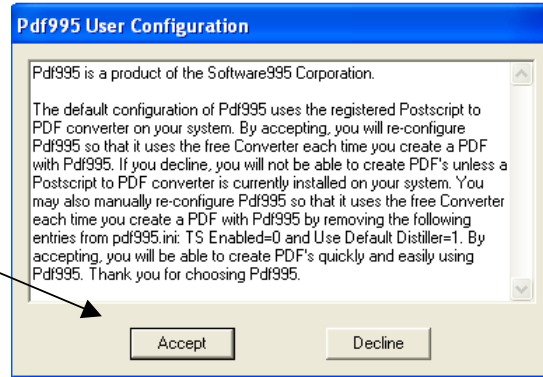 Pdf995 User Configuration
Pdf995 is a product of the Software995 Corporation.
The default configuration of Pdf995 uses the registered Postscript to
PDF converter on your system. By accepting, you will re-configure
Pdf995 so that it uses the free Converter each time you create a PDF
with Pdf995. If you decline, you will not be able to create PDF's unless a
Postscript to PDF converter is currently installed on your system. You
may also manually re-configure Pdf995 so that it uses the free Converter
each time you create a PDF with Pdf995 by removing the following
entries from pdf995.ini: TS Enabled=0 and Use Default Distiller=1. By
accepting, you will be able to create PDF's quickly and easily using
Pdf995. Thank you for choosing Pdf995.
Accept
Decline